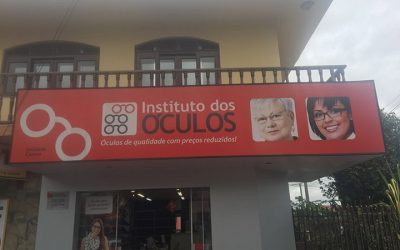 Instituto dos
ÓCULOS
Óculos de qualidade com preços reduzidos!